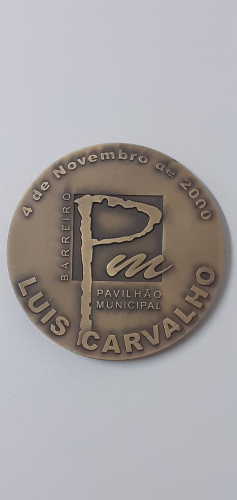 4 de Novembro de 2000
BARREIRO
Pm
PAVILHÃO
MUNICIPAL
LUIS CARVALHO